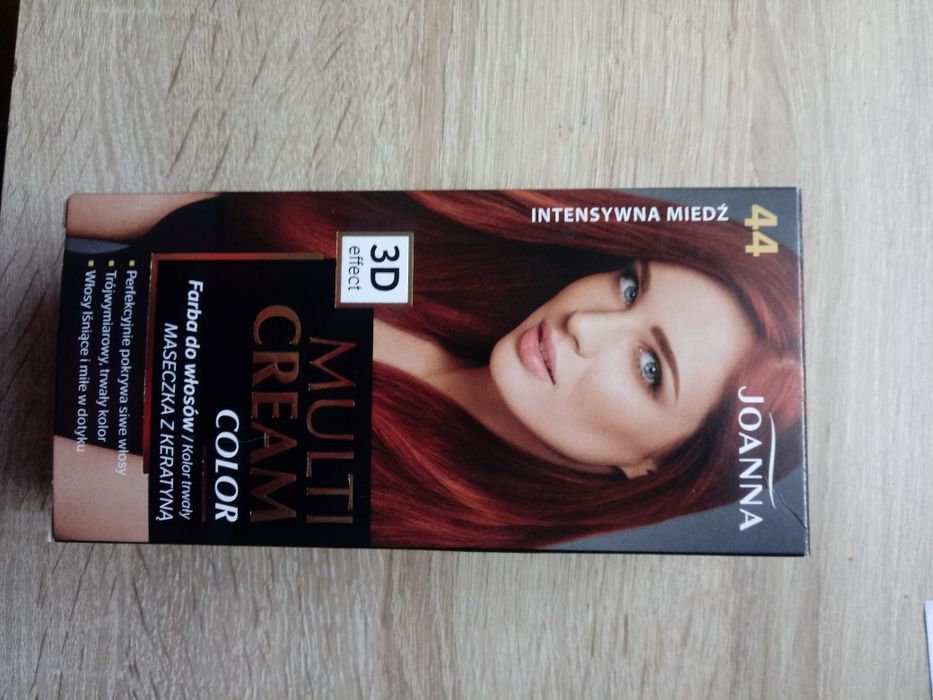 JOANNA
44
INTENSYWNA MIEDŹ
3D
effect
MULTI
CREAM
COLOR
Farba do włosów / Kolor trwały
MASECZKA Z KERATYNĄ
Perfekcyjnie pokrywa siwe włosy
Trójwymiarowy, trwały kolor
Włosy lśniące i miłe w dotyku